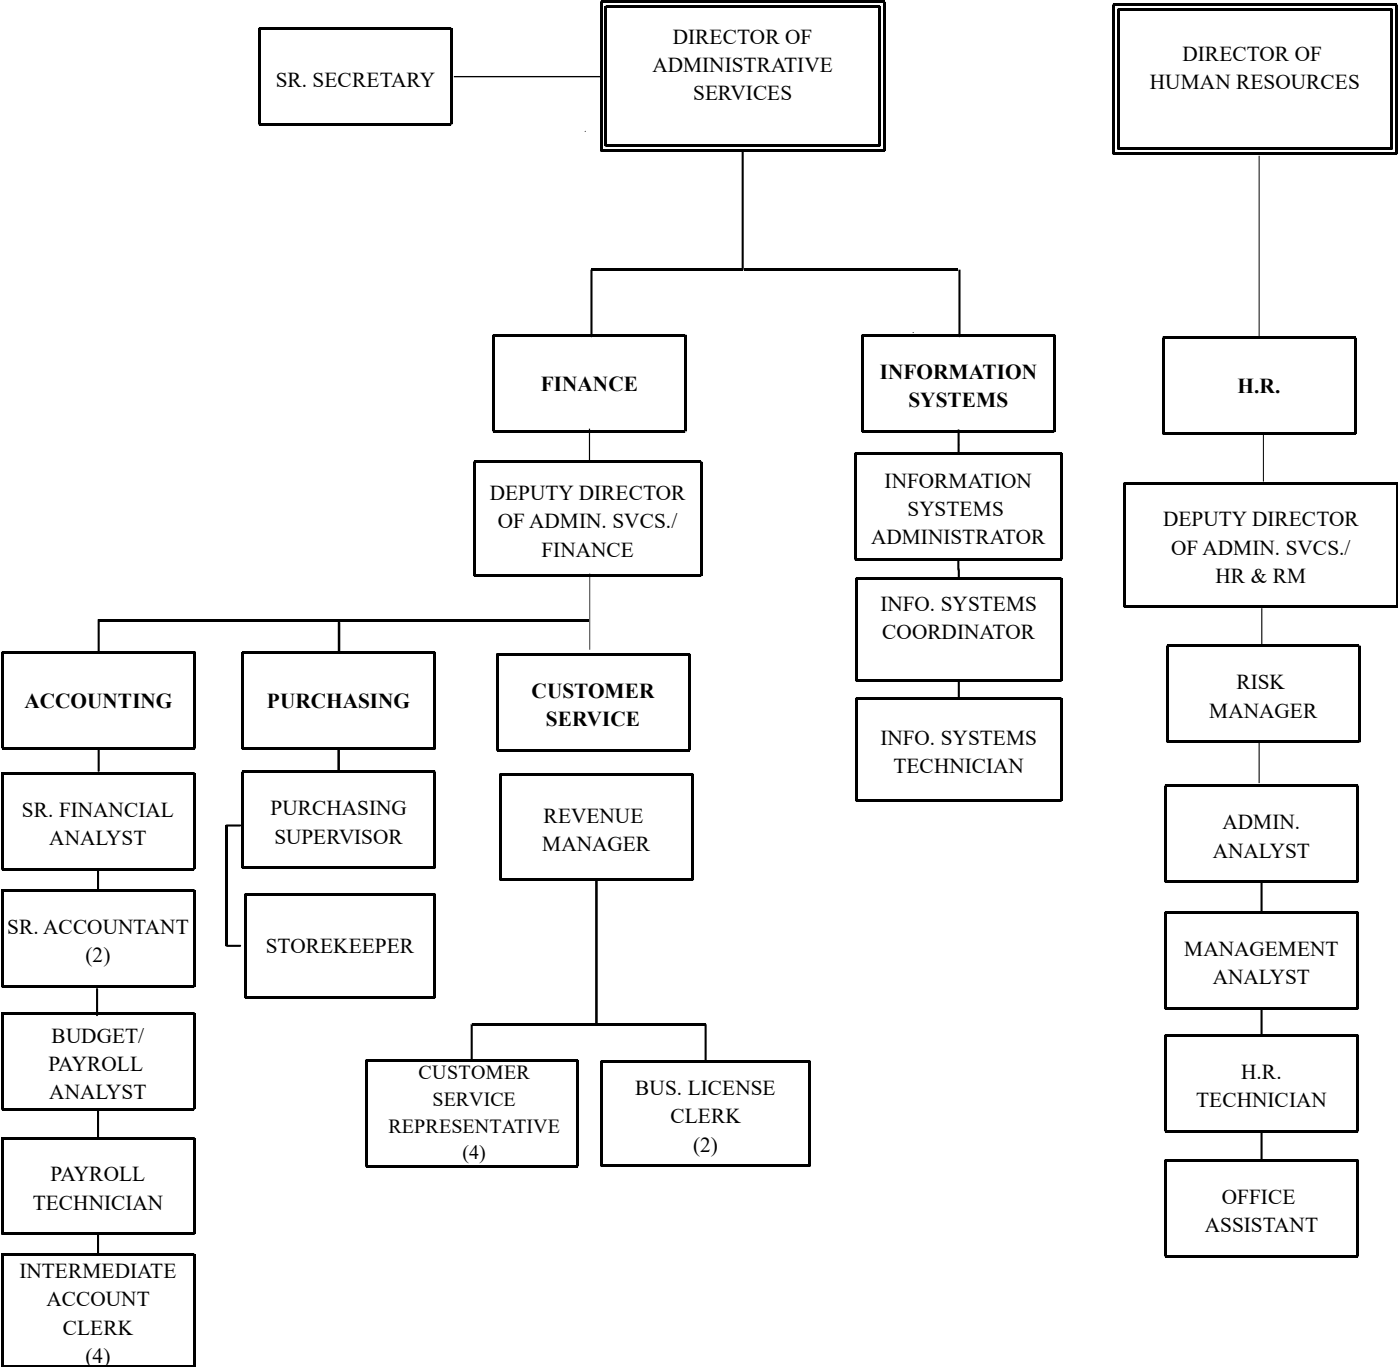 SR. SECRETARY
DIRECTOR OF
ADMINISTRATIVE
SERVICES
DIRECTOR OF
HUMAN RESOURCES
FINANCE
INFORMATION
SYSTEMS
H.R.
DEPUTY DIRECTOR
OF ADMIN. SVCS./
FINANCE
INFORMATION
SYSTEMS
ADMINISTRATOR
DEPUTY DIRECTOR
OF ADMIN. SVCS./
HR & RM
INFO. SYSTEMS
COORDINATOR
ACCOUNTING
PURCHASING
CUSTOMER
SERVICE
RISK
MANAGER
INFO. SYSTEMS
TECHNICIAN
SR. FINANCIAL
ANALYST
PURCHASING
SUPERVISOR
REVENUE
MANAGER
ADMIN.
ANALYST
SR. ACCOUNTANT
(2)
STOREKEEPER
MANAGEMENT
ANALYST
BUDGET/
PAYROLL
ANALYST
CUSTOMER
SERVICE
REPRESENTATIVE
(4)
BUS. LICENSE
CLERK
(2)
H.R.
TECHNICIAN
PAYROLL
TECHNICIAN
OFFICE
ASSISTANT
INTERMEDIATE
ACCOUNT
CLERK
(4)